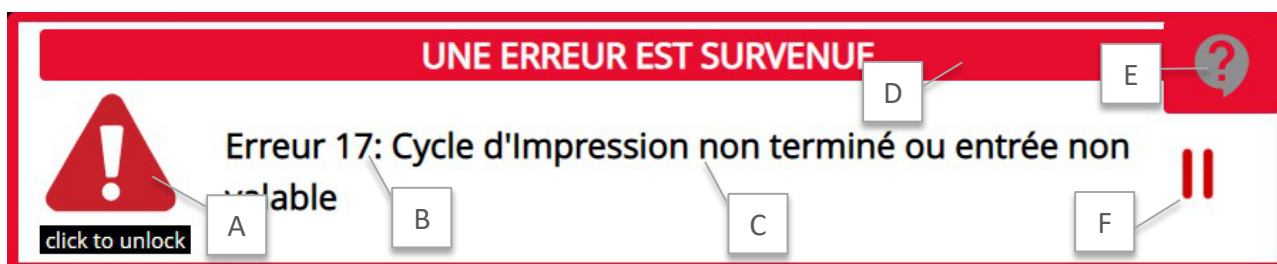 UNE ERREUR EST SURVENUE
D
E
Erreur 17: Cycle d'Impression non terminé ou entrée non
valable
A
B
C
F
click to unlock